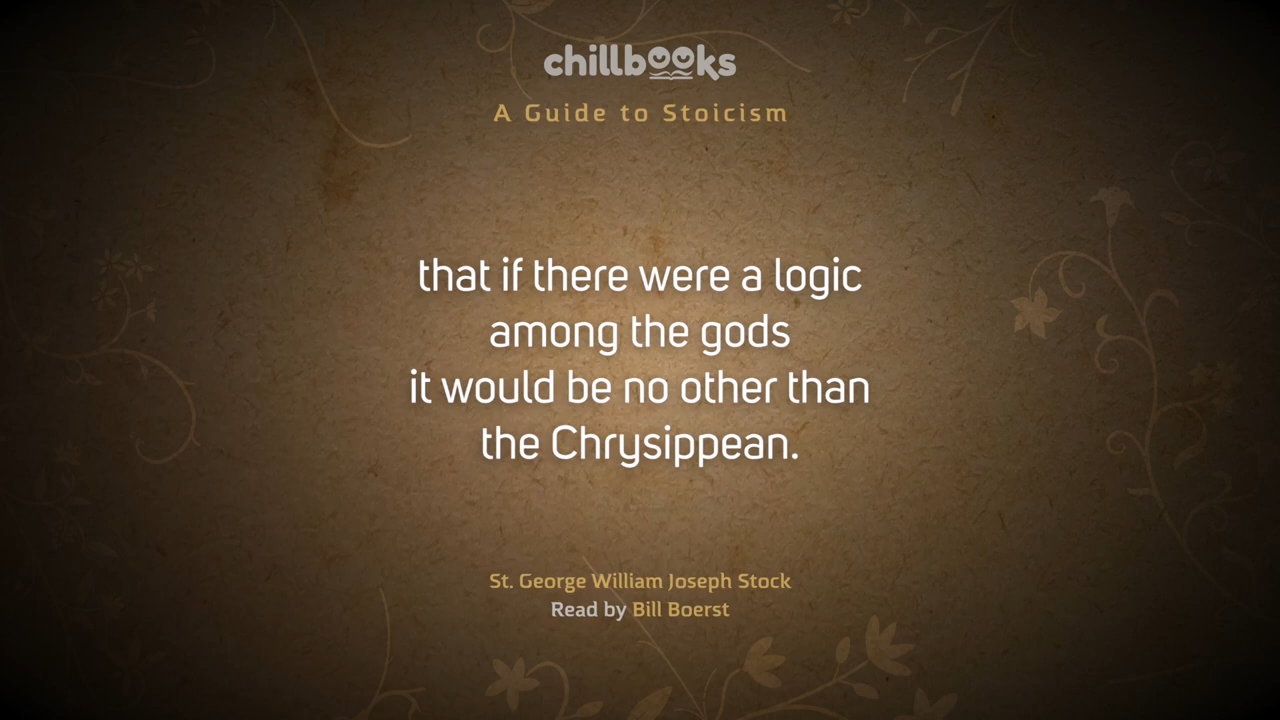 chillbooks
A Guide to Stoicism
that if there were a logic
among the gods
it would be no other than
the Chrysippean.
St. George William Joseph Stock
Read by Bill Boerst